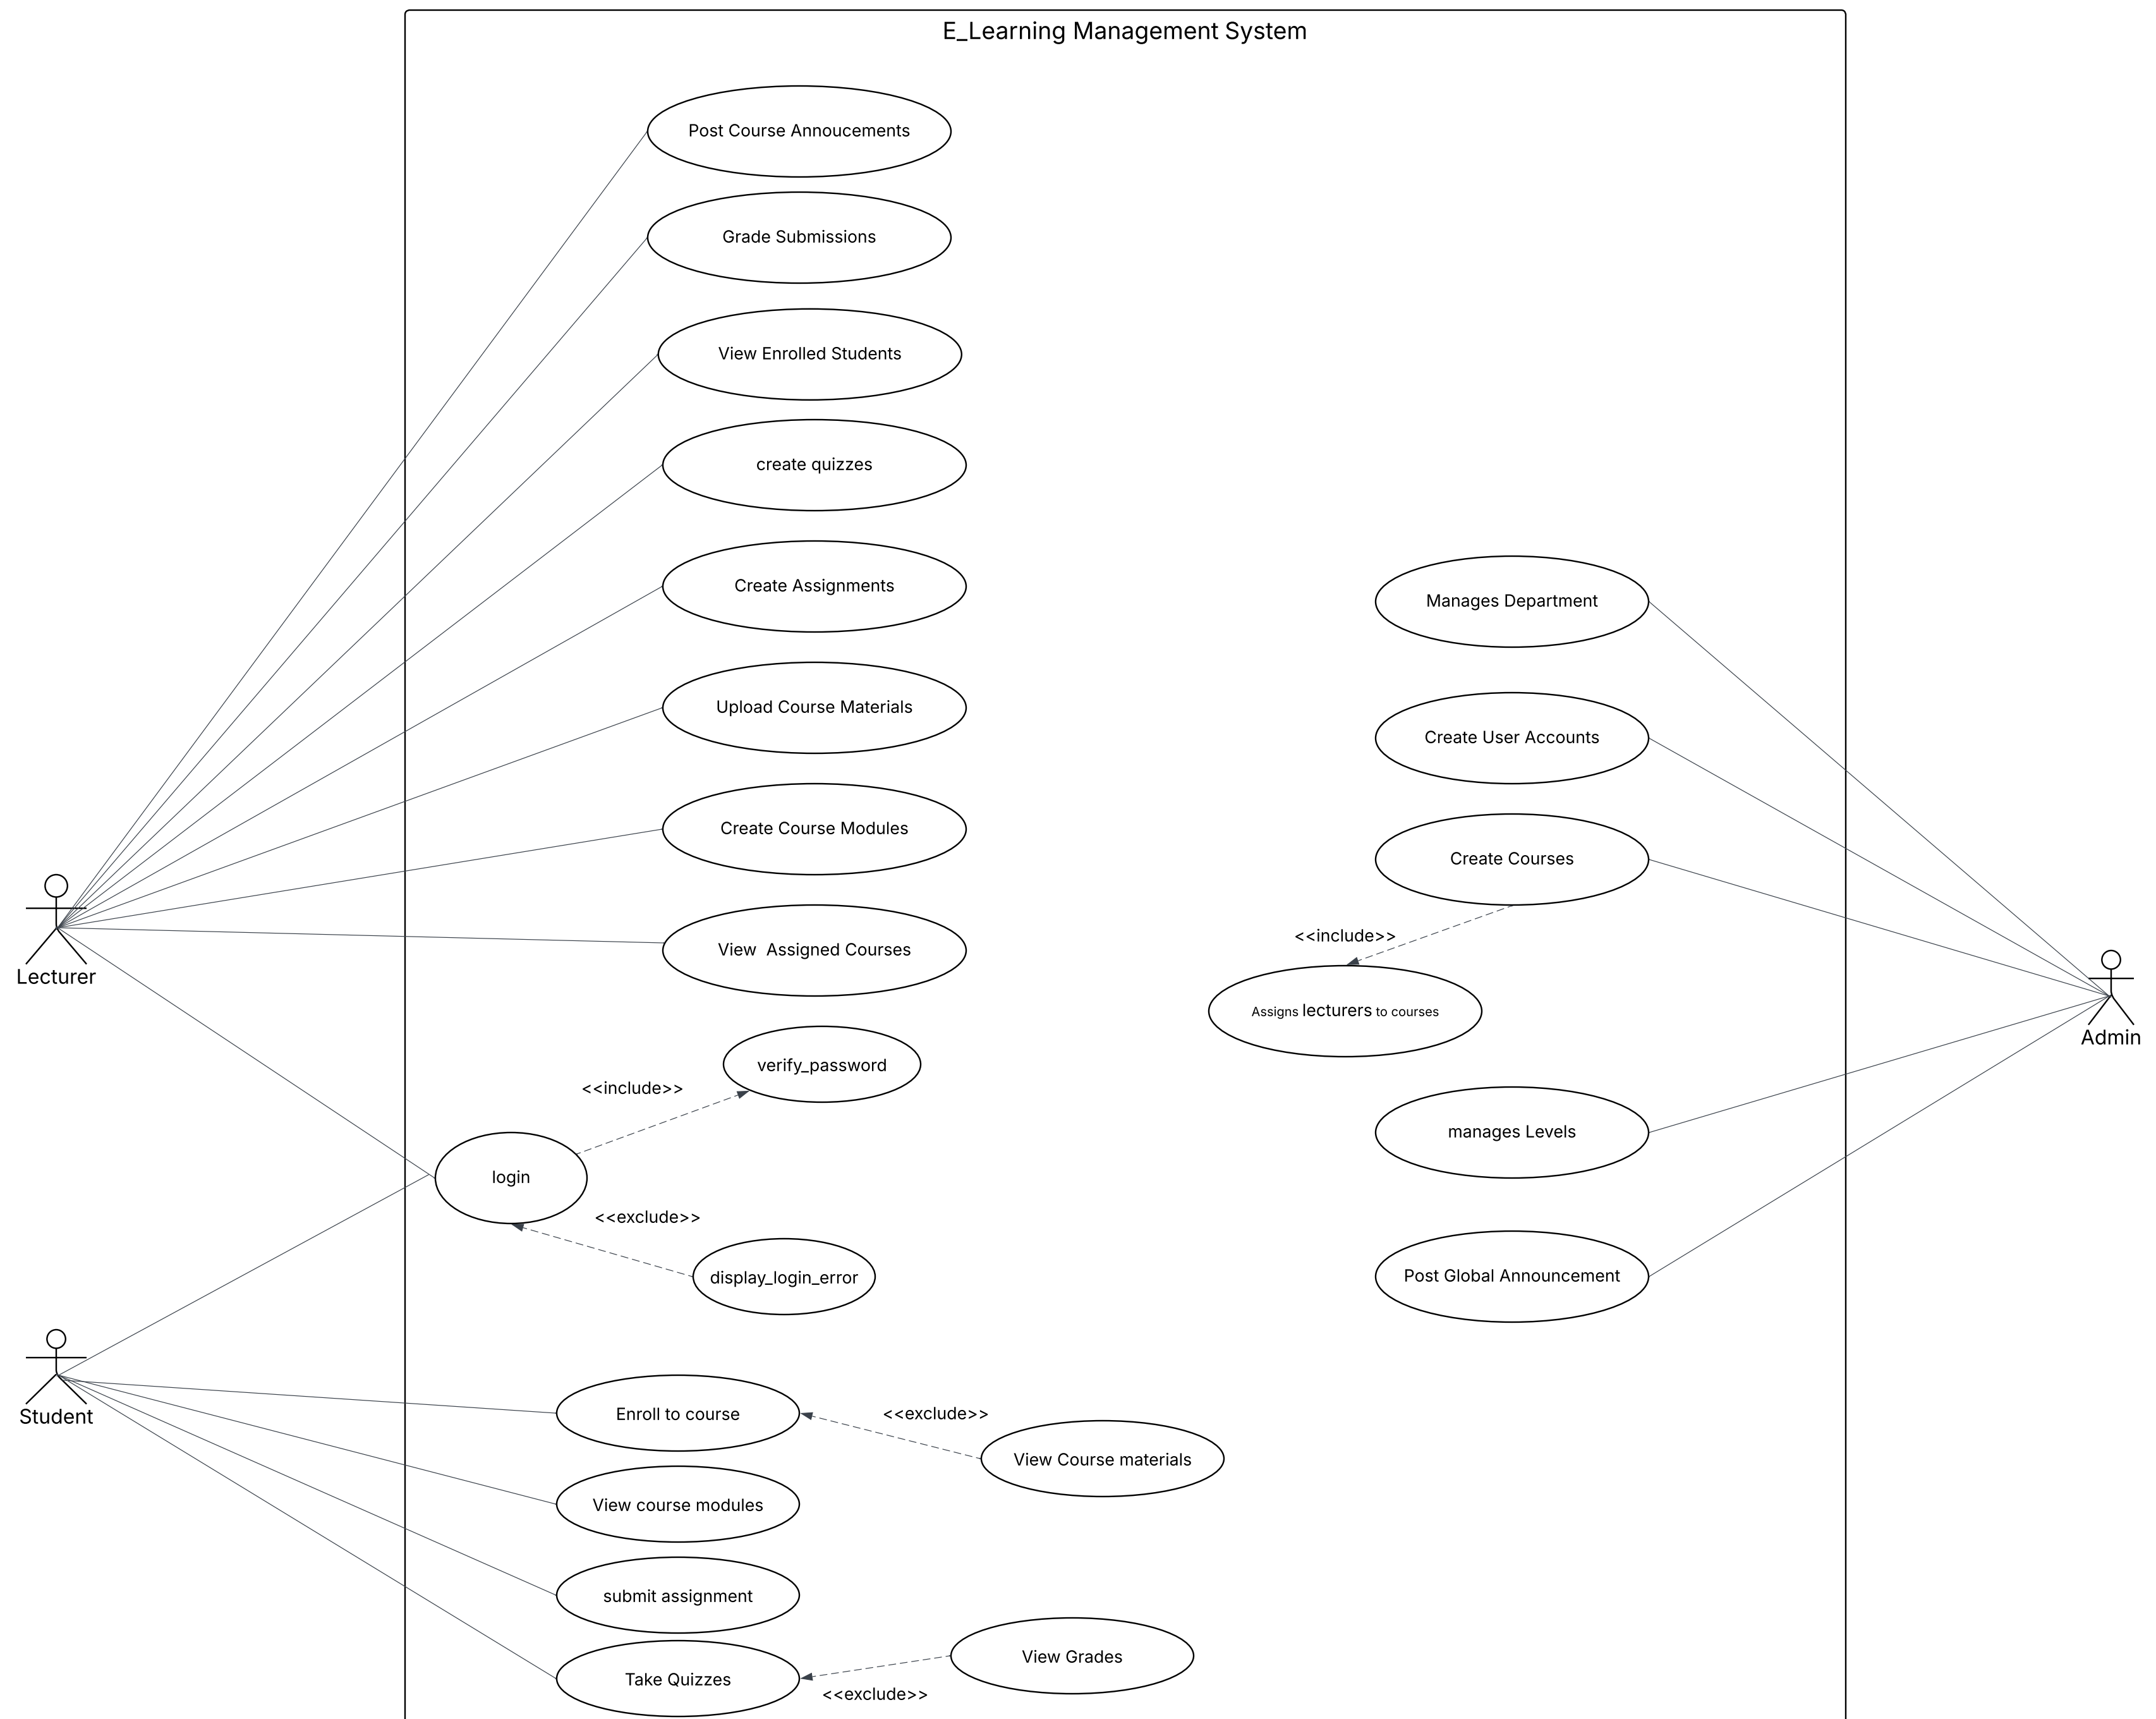 E_Learning Management System
Post Course Annoucements
Grade Submissions
View Enrolled Students
create quizzes
Create Assignments
Manages Department
Upload Course Materials
Create User Accounts
Create Course Modules
Create Courses
Lecturer
View  Assigned Courses
<<include>>
Assigns lecturers to courses
Admin
verify_password
<<include>>
manages Levels
login
<<exclude>>
display_login_error
Post Global Announcement
Student
Enroll to course
<<exclude>>
View Course materials
View course modules
submit assignment
View Grades
Take Quizzes
<<exclude>>